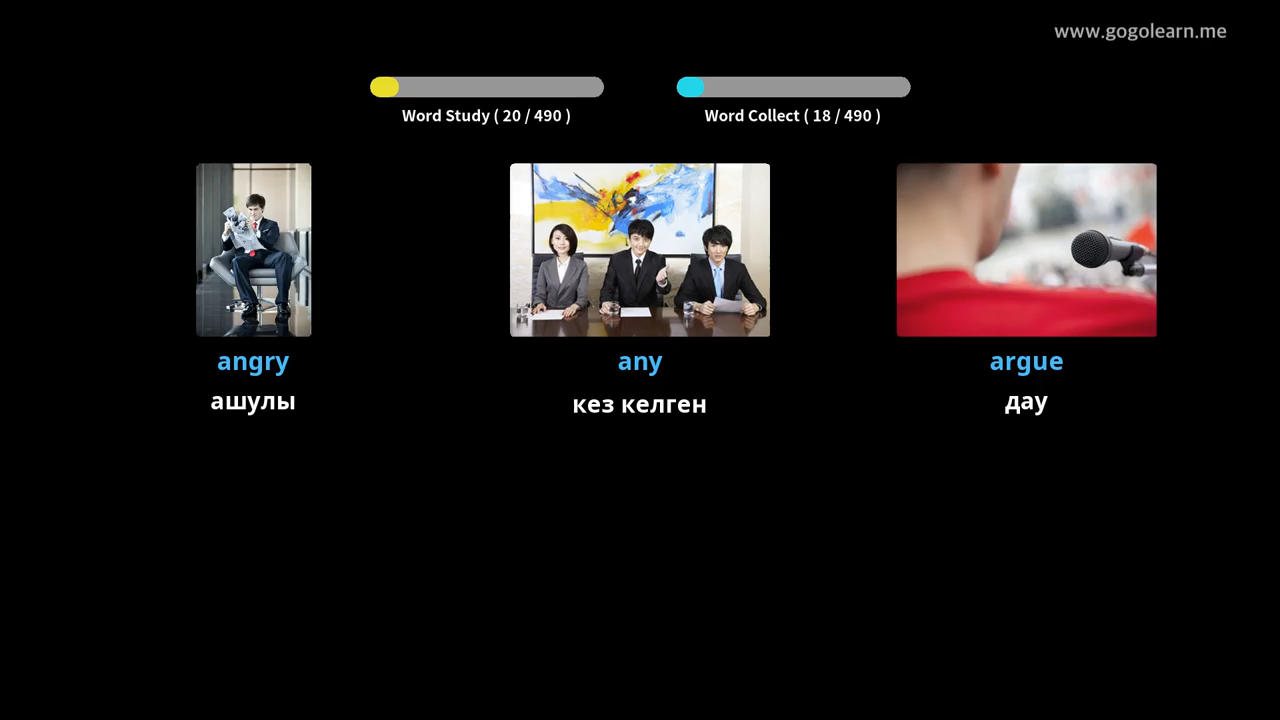 www.gogolearn.me
Word Study ( 20 / 490 )
Word Collect ( 18 / 490 )
angry
any
argue
ашулы
кез келген
дау